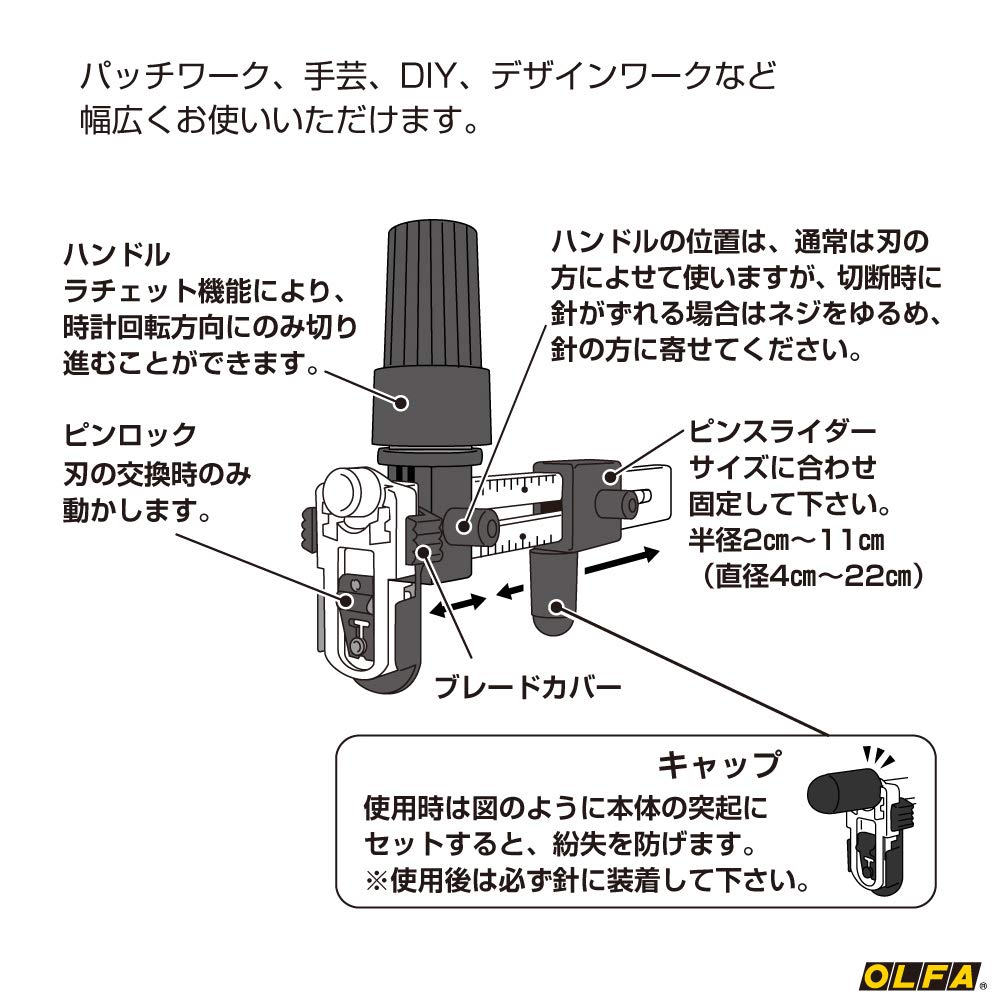 パッチワーク、手芸、DIY、デザインワークなど
幅広くお使いいただけます。
ハンドル
ラチェット機能により、
時計回転方向にのみ切り
進むことができます。
ハンドルの位置は、通常は刃の
方によせて使いますが、切断時に
針がずれる場合はネジをゆるめ、
針の方に寄せてください。
ピンロック
刃の交換時のみ
動かします。
ピンスライダー
サイズに合わせ
固定して下さい。
半径2㎝〜11㎝
（直径4㎝〜22㎝）
ブレードカバー
キャップ
使用時は図のように本体の突起に
セットすると、紛失を防げます。
※使用後は必ず針に装着して下さい。
OLFA®